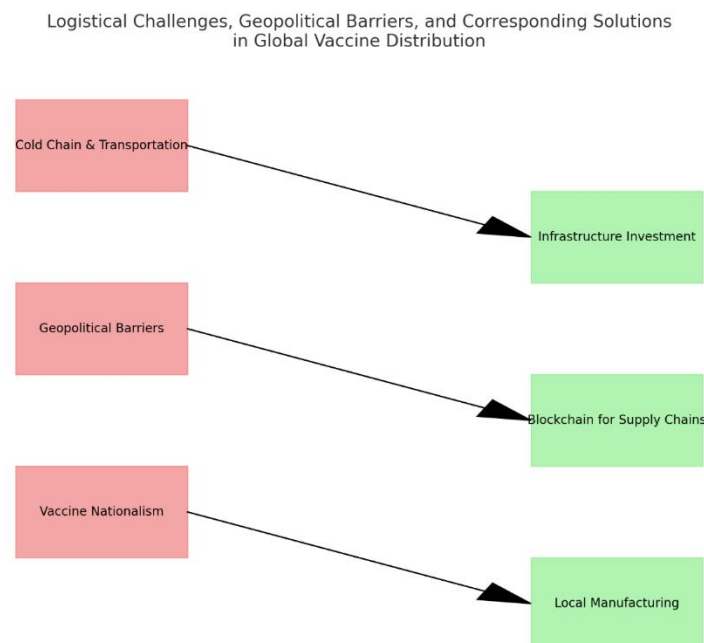 Logistical Challenges, Geopolitical Barriers, and Corresponding Solutions
in Global Vaccine Distribution
Cold Chain & Transportation
Infrastructure Investment
Geopolitical Barriers
Blockchain for Supply Chains
Vaccine Nationalism
Local Manufacturing